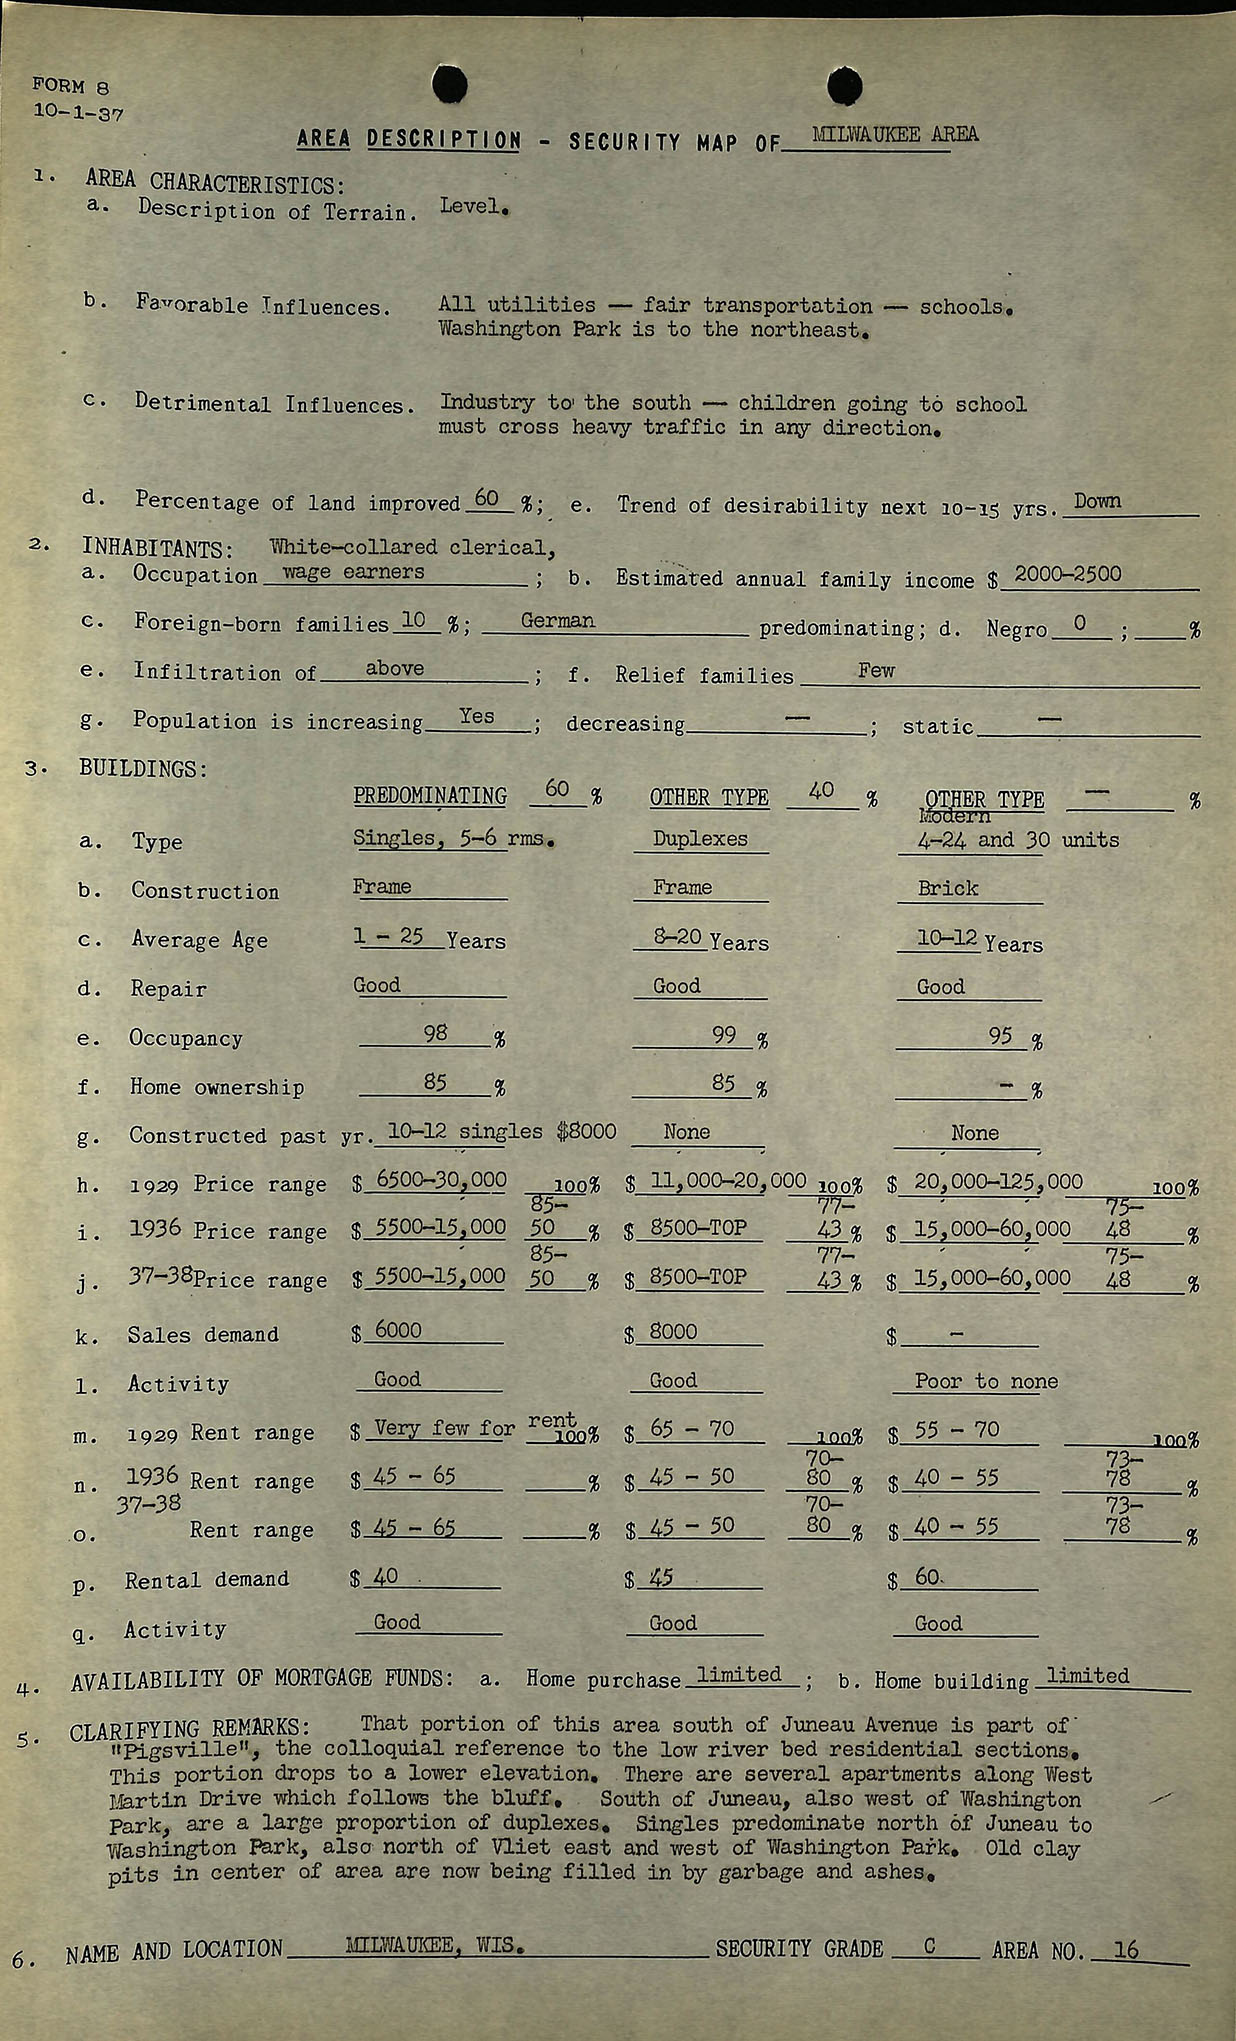 FORM 8
10-1-37
AREA DESCRIPTION - SECURITY MAP OF MILWAUKEE AREA
1. AREA CHARACTERISTICS:
a. Description of Terrain. Level.
b. Favorable Influences. All utilities — fair transportation — schools.
Washington Park is to the northeast.
c. Detrimental Influences. Industry to the south — children going to school
must cross heavy traffic in any direction.
d. Percentage of land improved 60 %; e. Trend of desirability next 10-15 yrs. Down
2. INHABITANTS: White-collared clerical,
a. Occupation wage earners ; b. Estimated annual family income $ 2000-2500
c. Foreign-born families 10 %; German predominating; d. Negro 0 ; %
e. Infiltration of above ; f. Relief families Few
g. Population is increasing Yes ; decreasing — ; static —
3. BUILDINGS:
PREDOMINATING 60 % OTHER TYPE 40 % OTHER TYPE — %
Modern
a. Type Singles, 5-6 rms. Duplexes 4-24 and 30 units
b. Construction Frame Frame Brick
c. Average Age 1 - 25 Years 8-20 Years 10-12 Years
d. Repair Good Good Good
e. Occupancy 98 % 99 % 95 %
f. Home ownership 85 % 85 % - %
g. Constructed past yr. 10-12 singles $8000 None None
h. 1929 Price range $ 6500-30,000 100% $ 11,000-20,000 100% $ 20,000-125,000 100%
85- 77- 75-
i. 1936 Price range $ 5500-15,000 50 % $ 8500-TOP 43 % $ 15,000-60,000 48 %
85- 77- 75-
j. 37-38 Price range $ 5500-15,000 50 % $ 8500-TOP 43 % $ 15,000-60,000 48 %
k. Sales demand $ 6000 $ 8000 $ -
l. Activity Good Good Poor to none
m. 1929 Rent range $ Very few for rent 100% $ 65 - 70 100% $ 55 - 70 100%
70- 73-
n. 1936 Rent range $ 45 - 65 % $ 45 - 50 80 % $ 40 - 55 78 %
37-38 70- 73-
o. Rent range $ 45 - 65 % $ 45 - 50 80 % $ 40 - 55 78 %
p. Rental demand $ 40 $ 45 $ 60
q. Activity Good Good Good
4. AVAILABILITY OF MORTGAGE FUNDS: a. Home purchase limited ; b. Home building limited
5. CLARIFYING REMARKS: That portion of this area south of Juneau Avenue is part of
"Pigsville", the colloquial reference to the low river bed residential sections.
This portion drops to a lower elevation. There are several apartments along West
Martin Drive which follows the bluff. South of Juneau, also west of Washington
Park, are a large proportion of duplexes. Singles predominate north of Juneau to
Washington Park, also north of Vliet east and west of Washington Park. Old clay
pits in center of area are now being filled in by garbage and ashes.
6. NAME AND LOCATION MILWAUKEE, WIS. SECURITY GRADE C AREA NO. 16